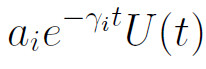 $a_i e^{-\gamma_i t} U(t)$